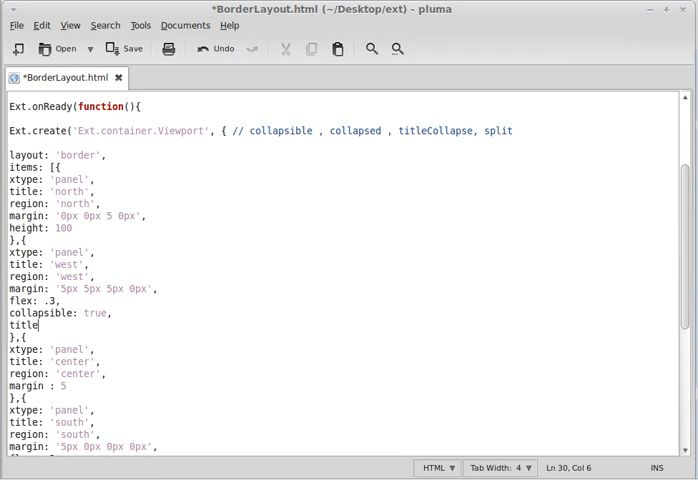 *BorderLayout.html (~/Desktop/ext) - pluma
File Edit View Search Tools Documents Help
Open Save Undo
*BorderLayout.html
Ext.onReady(function(){
Ext.create('Ext.container.Viewport', { // collapsible , collapsed , titleCollapse, split
layout: 'border',
items: [{
xtype: 'panel',
title: 'north',
region: 'north',
margin: '0px 0px 5 0px',
height: 100
},{
xtype: 'panel',
title: 'west',
region: 'west',
margin: '5px 5px 5px 0px',
flex: .3,
collapsible: true,
title
},{
xtype: 'panel',
title: 'center',
region: 'center',
margin : 5
},{
xtype: 'panel',
title: 'south',
region: 'south',
margin: '5px 0px 0px 0px',
HTML Tab Width: 4 Ln 30, Col 6 INS